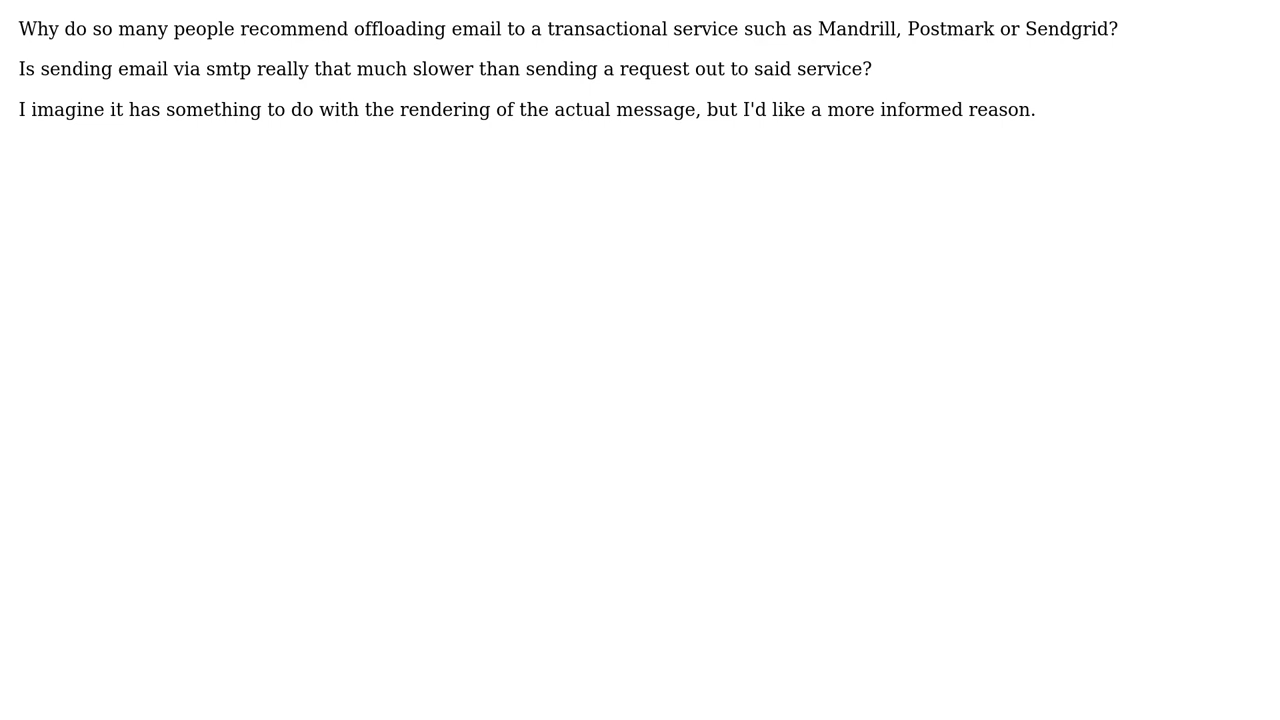 Why do so many people recommend offloading email to a transactional service such as Mandrill, Postmark or Sendgrid?
Is sending email via smtp really that much slower than sending a request out to said service?
I imagine it has something to do with the rendering of the actual message, but I'd like a more informed reason.